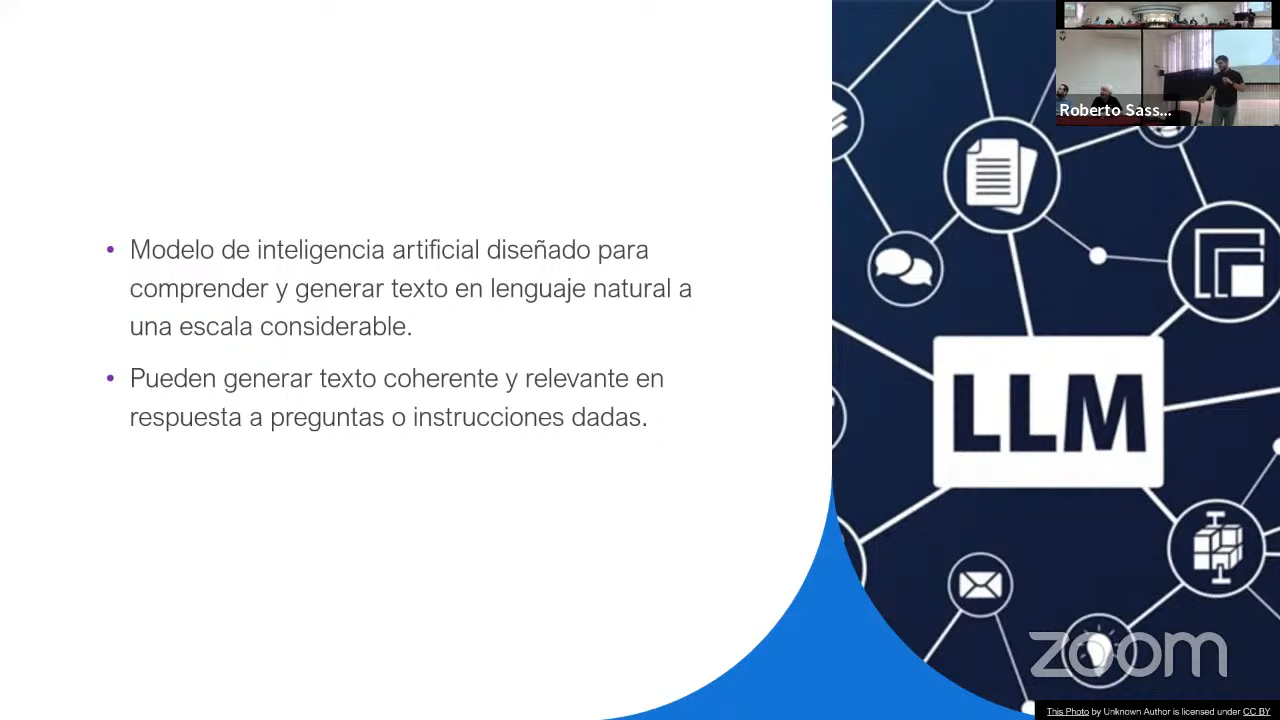 Roberto Sass...
• Modelo de inteligencia artificial diseñado para
comprender y generar texto en lenguaje natural a
una escala considerable.
• Pueden generar texto coherente y relevante en
respuesta a preguntas o instrucciones dadas.
LLM
zoom
This Photo by Unknown Author is licensed under CC BY